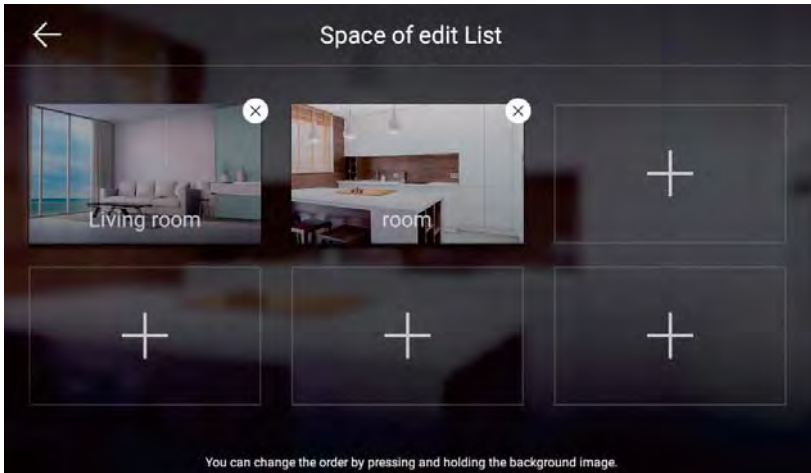 Space of edit List
Living room
room
You can change the order by pressing and holding the background image.